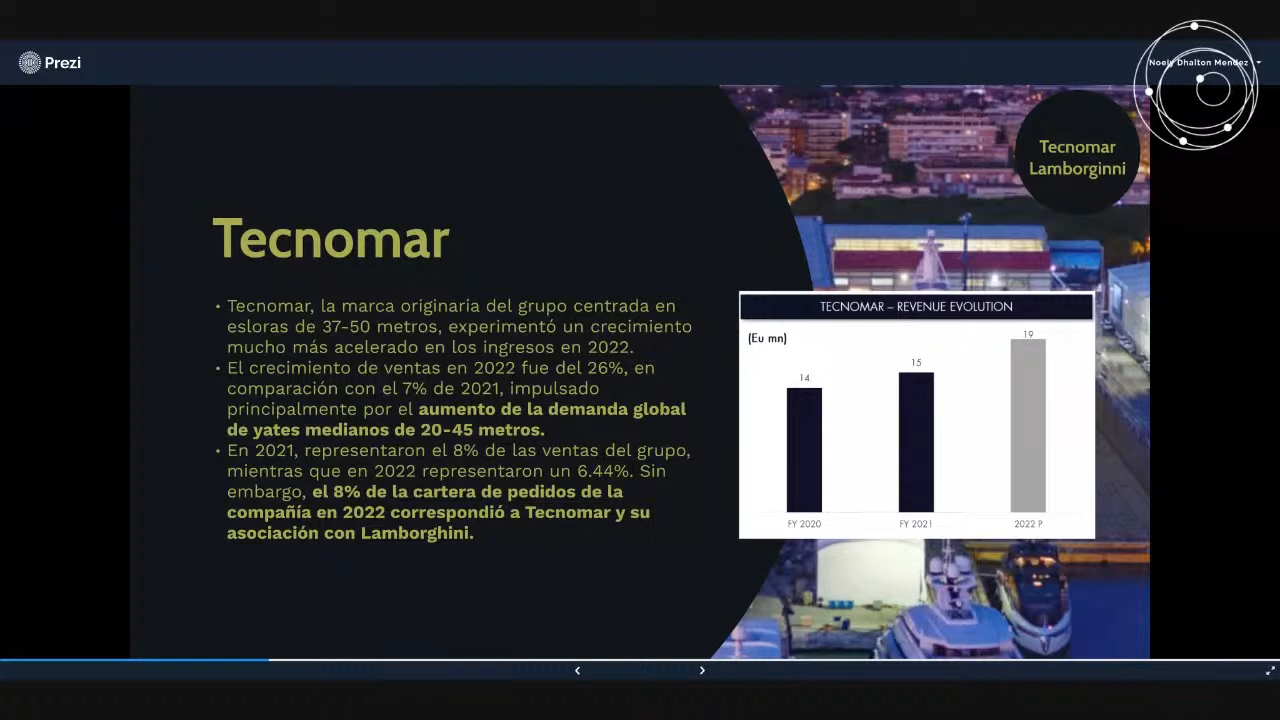 Prezi
Noely Dhalton Mendez
Tecnomar
Lamborginni
Tecnomar
• Tecnomar, la marca originaria del grupo centrada en
esloras de 37-50 metros, experimentó un crecimiento
mucho más acelerado en los ingresos en 2022.
• El crecimiento de ventas en 2022 fue del 26%, en
comparación con el 7% de 2021, impulsado
principalmente por el aumento de la demanda global
de yates medianos de 20-45 metros.
• En 2021, representaron el 8% de las ventas del grupo,
mientras que en 2022 representaron un 6.44%. Sin
embargo, el 8% de la cartera de pedidos de la
compañía en 2022 correspondió a Tecnomar y su
asociación con Lamborghini.
TECNOMAR – REVENUE EVOLUTION
(Eu mn)
14
15
19
FY 2020
FY 2021
2022 P